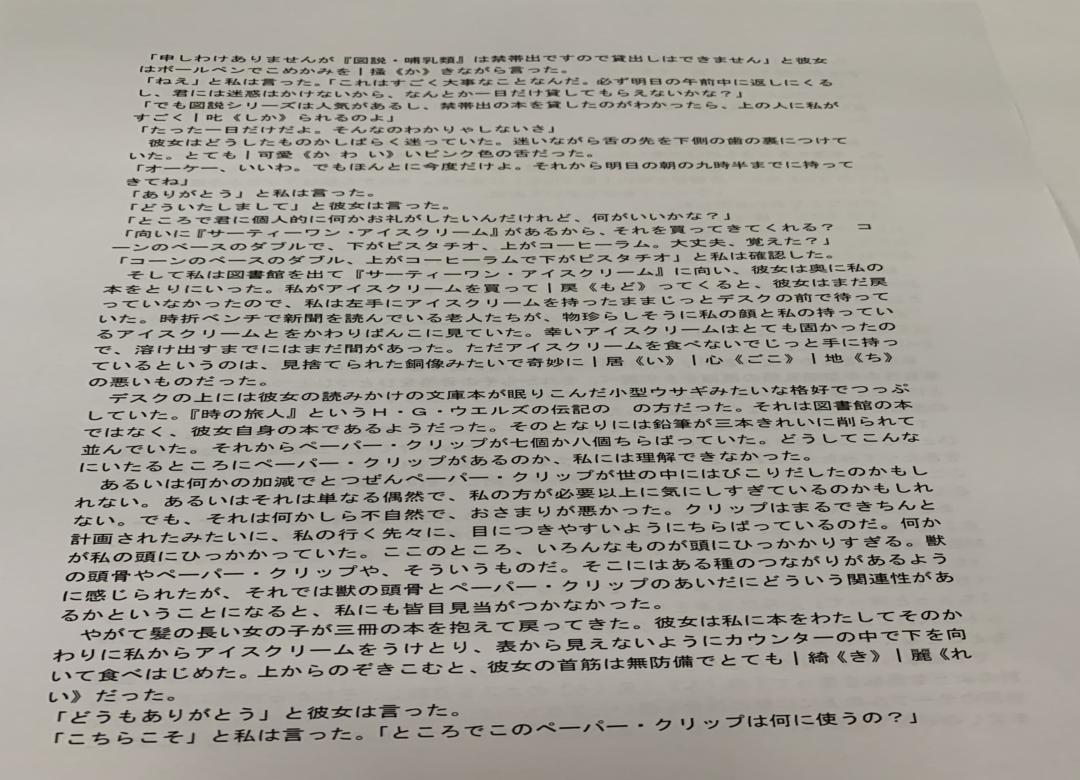 「申しわけありませんが『図説・哺乳類』は禁帯出ですので貸出しはできません」と彼女
はボールペンでこめかみを|掻《か》きながら言った。
「ねえ」と私は言った。「これはすごく大事なことなんだ。必ず明日の午前中に返しにくる
し、君には迷惑はかけないから、なんとか一日だけ貸してもらえないかな?」
「でも図説シリーズは人気があるし、禁帯出の本を貸したのがわかったら、上の人に私が
すごく|叱《しか》られるのよ」
「たった一日だけだよ。そんなのわかりゃしないさ」
彼女はどうしたものかしばらく迷っていた。迷いながら舌の先を下側の歯の裏につけて
いた。とても|可愛《か わ い》いピンク色の舌だった。
「オーケー、いいわ。でもほんとに今度だけよ。それから明日の朝の九時半までに持って
きてね」
「ありがとう」と私は言った。
「どういたしまして」と彼女は言った。
「ところで君に個人的に何かお礼がしたいんだけれど、何がいいかな?」
「向いに『サーティーワン・アイスクリーム』があるから、それを買ってきてくれる? コ
ーンのベースのダブルで、下がピスタチオ、上がコーヒーラム。大丈夫、覚えた?」
「コーンのベースのダブル、上がコーヒーラムで下がピスタチオ」と私は確認した。
そして私は図書館を出て『サーティーワン・アイスクリーム』に向い、彼女は奥に私の
本をとりにいった。私がアイスクリームを買って|戻《もど》ってくると、彼女はまだ戻
っていなかったので、私は左手にアイスクリームを持ったままじっとデスクの前で待って
いた。時折ベンチで新聞を読んでいる老人たちが、物珍らしそうに私の顔と私の持ってい
るアイスクリームとをかわりばんこに見ていた。幸いアイスクリームはとても固かったの
で、溶け出すまでにはまだ間があった。ただアイスクリームを食べないでじっと手に持っ
ているというのは、見捨てられた銅像みたいで奇妙に|居《い》|心《ごこ》|地《ち》
の悪いものだった。
デスクの上には彼女の読みかけの文庫本が眠りこんだ小型ウサギみたいな格好でつっぷ
していた。『時の旅人』というH・G・ウエルズの伝記の の方だった。それは図書館の本
ではなく、彼女自身の本であるようだった。そのとなりには鉛筆が三本きれいに削られて
並んでいた。それからペーパー・クリップが七個か八個ちらばっていた。どうしてこんな
にいたるところにペーパー・クリップがあるのか、私には理解できなかった。
あるいは何かの加減でとつぜんペーパー・クリップが世の中にはびこりだしたのかもし
れない。あるいはそれは単なる偶然で、私の方が必要以上に気にしすぎているのかもしれ
ない。でも、それは何かしら不自然で、おさまりが悪かった。クリップはまるできちんと
計画されたみたいに、私の行く先々に、目につきやすいようにちらばっているのだ。何か
が私の頭にひっかかっていた。ここのところ、いろんなものが頭にひっかかりすぎる。獣
の頭骨やペーパー・クリップや、そういうものだ。そこにはある種のつながりがあるよう
に感じられたが、それでは獣の頭骨とペーパー・クリップのあいだにどういう関連性があ
るかということになると、私にも皆目見当がつかなかった。
やがて髪の長い女の子が三冊の本を抱えて戻ってきた。彼女は私に本をわたしてそのか
わりに私からアイスクリームをうけとり、表から見えないようにカウンターの中で下を向
いて食べはじめた。上からのぞきこむと、彼女の首筋は無防備でとても|綺《き》|麗《れ
い》だった。
「どうもありがとう」と彼女は言った。
「こちらこそ」と私は言った。「ところでこのペーパー・クリップは何に使うの?」